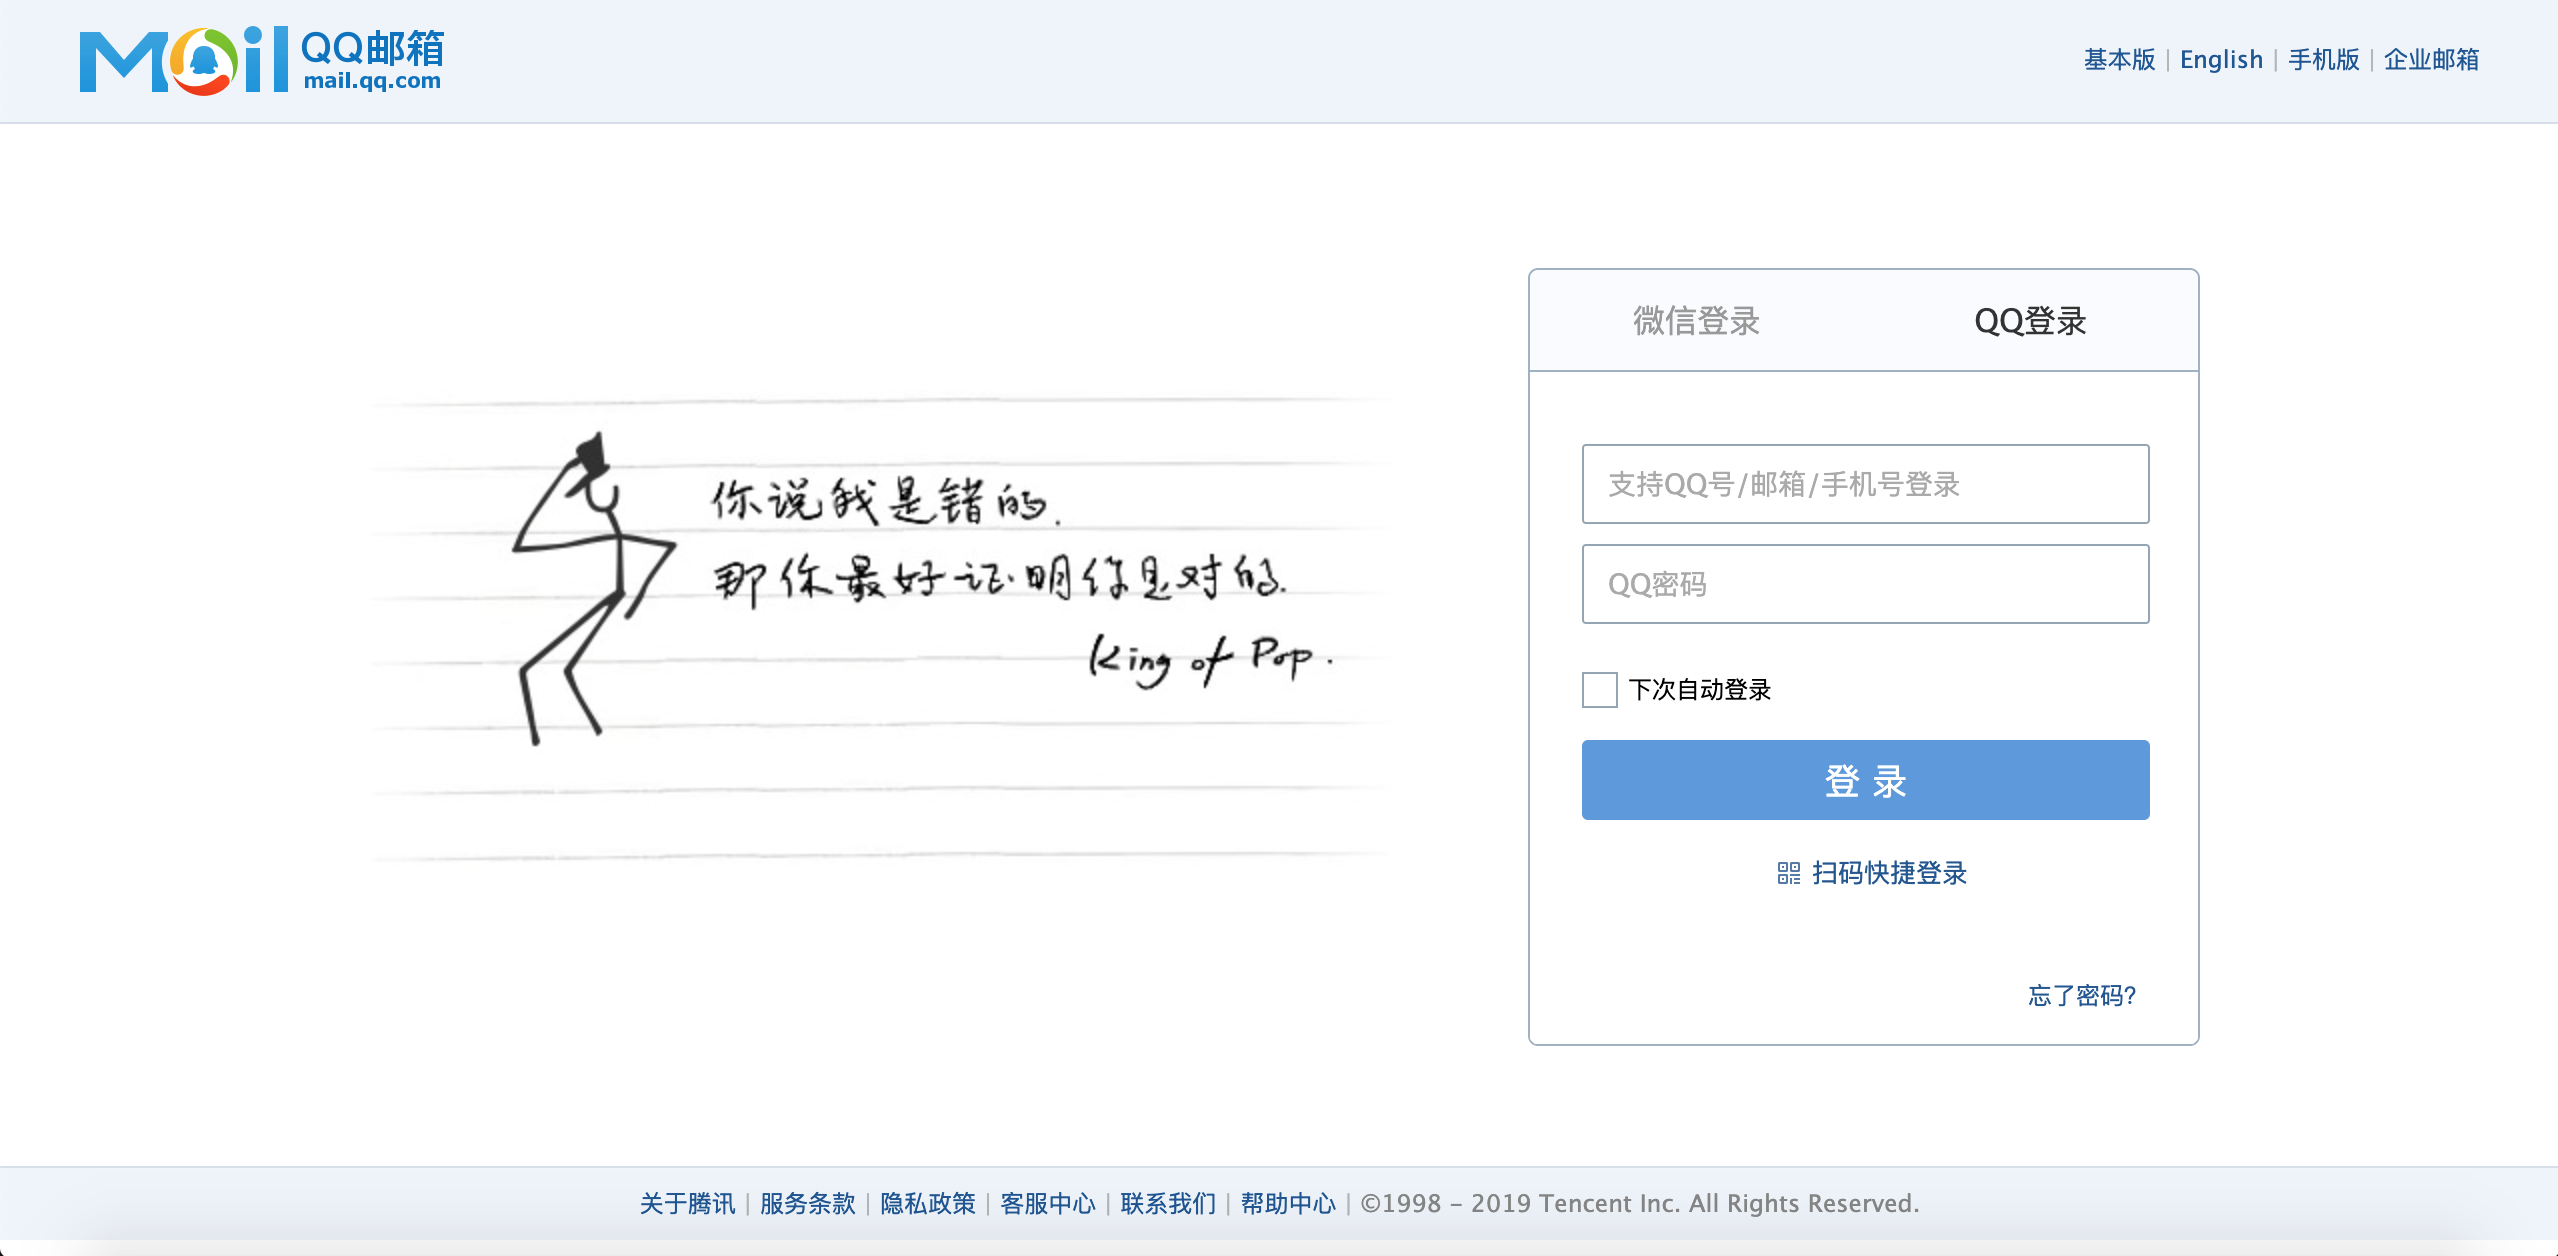 Mail QQ邮箱
mail.qq.com
基本版 | English | 手机版 | 企业邮箱
你说我是错的.
那你最好证明你是对的.
King of Pop.
微信登录 QQ登录
支持QQ号/邮箱/手机号登录
QQ密码
下次自动登录
登 录
扫码快捷登录
忘了密码?
关于腾讯 | 服务条款 | 隐私政策 | 客服中心 | 联系我们 | 帮助中心 | ©1998 - 2019 Tencent Inc. All Rights Reserved.